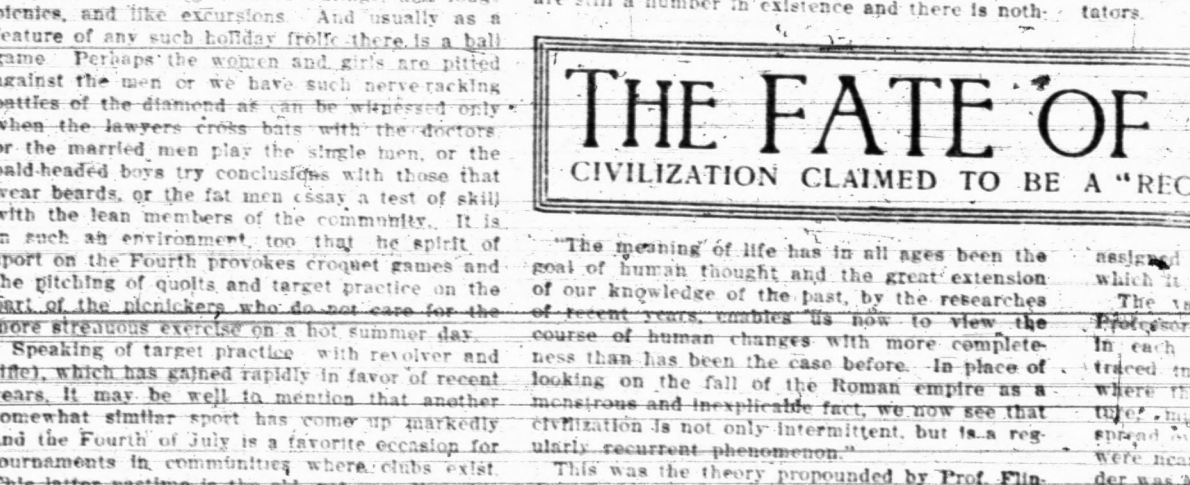 picnics, and like excursions. And usually as a
eature of any such holiday frolic there is a ball
game. Perhaps the women and girls are pitted
against the men or we have such nerve racking
battles of the diamond as can be witnessed only
when the lawyers cross bats with the doctors
or the married men play the single men, or the
bald-headed boys try conclusions with those that
wear beards, or the fat men essay a test of skill
with the lean members of the community. It is
n such an environment, too that he spirit of
sport on the Fourth provokes croquet games and
the pitching of quoits, and target practice on the
part of the picnickers who do not care for the
more strenuous exercise on a hot summer day.
Speaking of target practice with revolver and
rifle), which has gained rapidly in favor of recent
years, it may be well to mention that another
somewhat similar sport has come up markedly
and the Fourth of July is a favorite occasion for
tournaments in communities where clubs exist.
This latter pastime is the old
are still a number in existence and there is noth-
tators.
THE FATE OF
CIVILIZATION CLAIMED TO BE A "REC
"The meaning of life has in all ages been the
goal of human thought and the great extension
of our knowledge of the past, by the researches
of recent years, enables us now to view the
course of human changes with more complete-
ness than has been the case before. In place of
looking on the fall of the Roman empire as a
monstrous and inexplicable fact, we now see that
civilization is not only intermittent, but is a reg-
ularly recurrent phenomenon."
This was the theory propounded by Prof. Flin-
assigned
which it
The
Professor
In each
traced
where
spread
were
der was